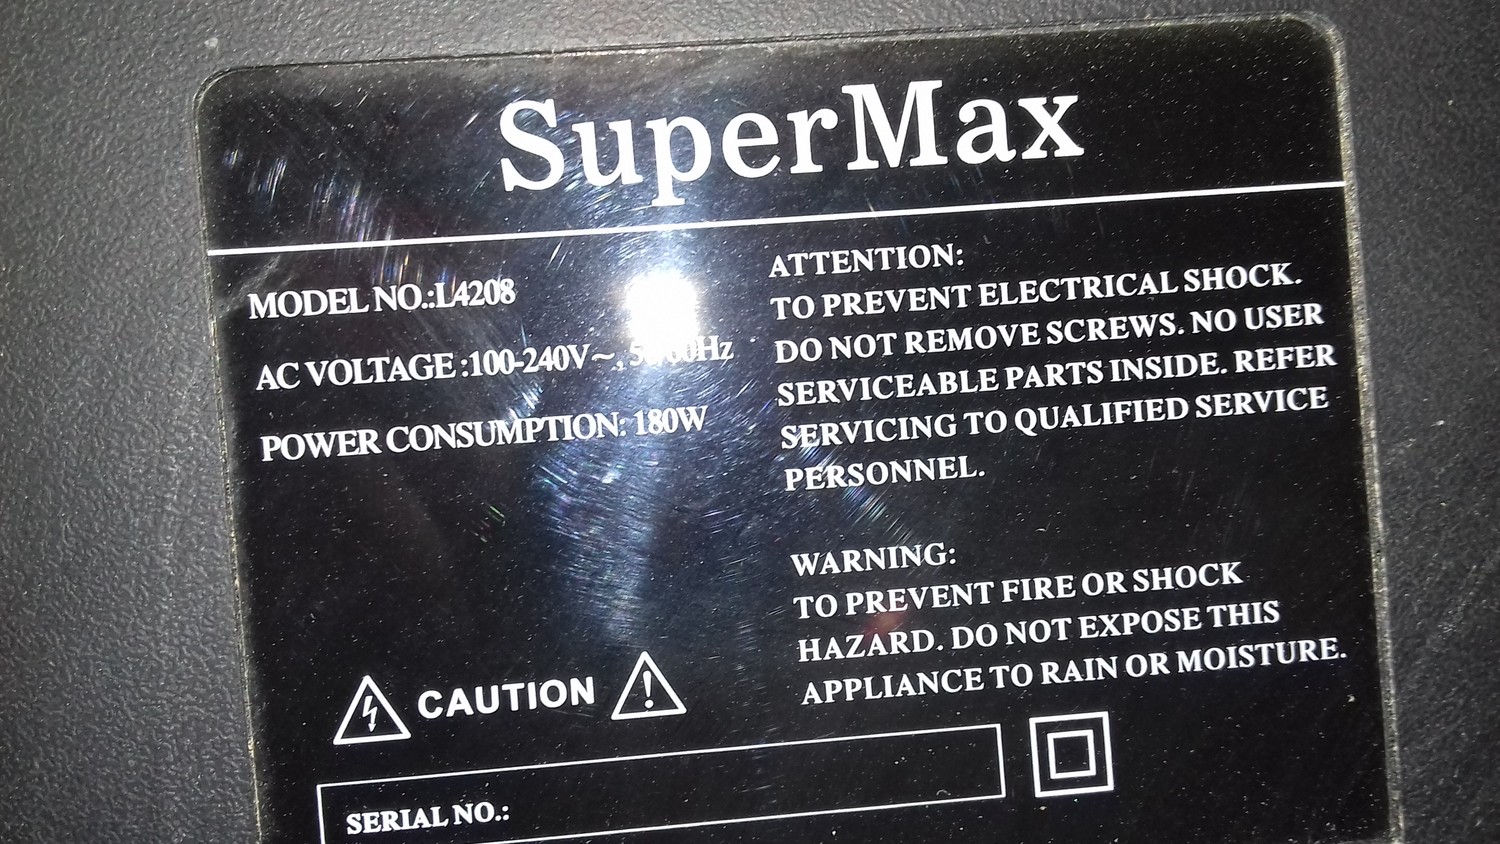 SuperMax
MODEL NO.:L4208
AC VOLTAGE :100-240V~, 50/60Hz
POWER CONSUMPTION: 180W
CAUTION
SERIAL NO.:
ATTENTION:
TO PREVENT ELECTRICAL SHOCK.
DO NOT REMOVE SCREWS. NO USER
SERVICEABLE PARTS INSIDE. REFER
SERVICING TO QUALIFIED SERVICE
PERSONNEL.
WARNING:
TO PREVENT FIRE OR SHOCK
HAZARD. DO NOT EXPOSE THIS
APPLIANCE TO RAIN OR MOISTURE.